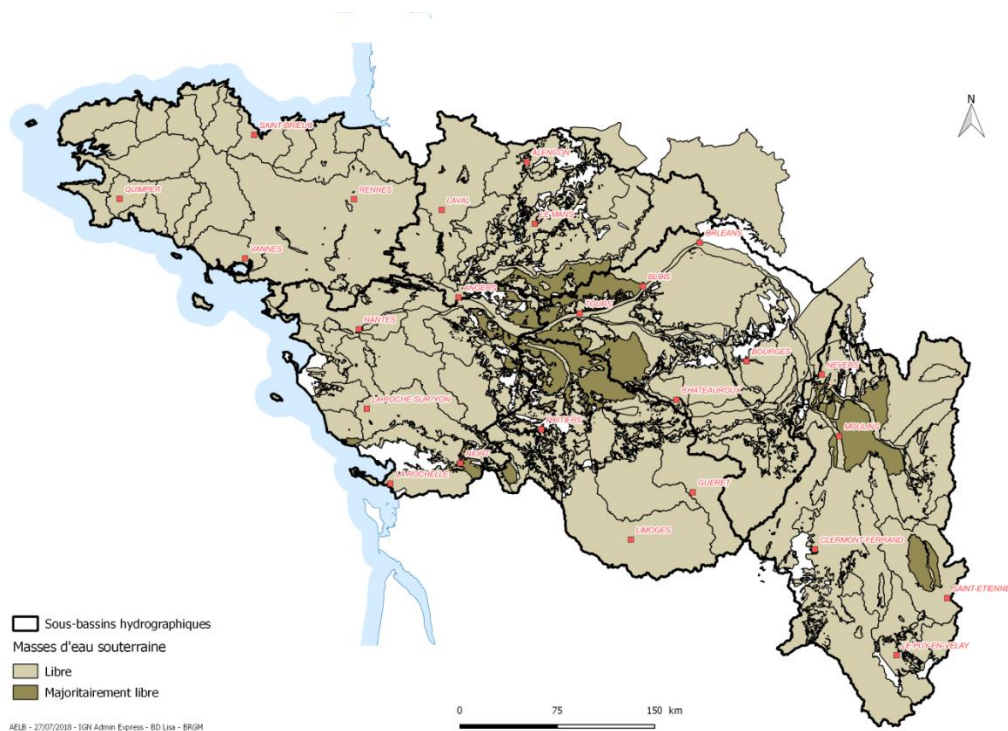 N
ALENÇON
SAINT-BRIEUC
QUIMPER
RENNES
LAVAL
LE-MANS
ORLEANS
VANNES
ANGERS
BLOIS
TOURS
NANTES
BOURGES
NEVERS
CHATEAUROUX
LA-ROCHE-SUR-YON
POITIERS
MOULINS
NIORT
LA-ROCHELLE
GUERET
LIMOGES
CLERMONT-FERRAND
SAINT-ETIENNE
LE-PUY-EN-VELAY
Sous-bassins hydrographiques
Masses d'eau souterraine
Libre
Majoritairement libre
0 75 150 km
AELB - 27/07/2018 - IGN Admin Express - BD Lisa - BRGM